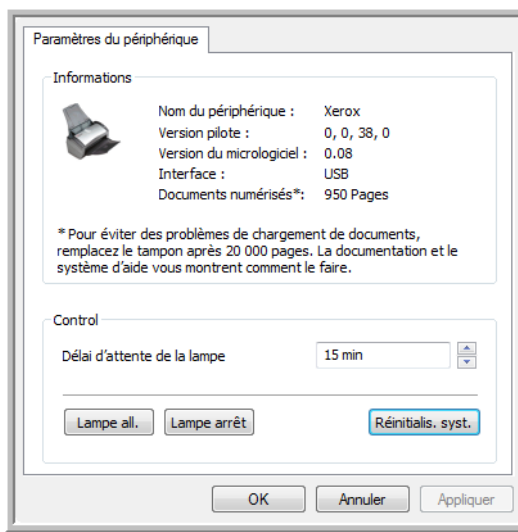 Paramètres du périphérique
Informations
Nom du périphérique : Xerox
Version pilote : 0, 0, 38, 0
Version du micrologiciel : 0.08
Interface : USB
Documents numérisés*: 950 Pages
* Pour éviter des problèmes de chargement de documents,
remplacez le tampon après 20 000 pages. La documentation et le
système d'aide vous montrent comment le faire.
Control
Délai d'attente de la lampe 15 min
Lampe all. Lampe arrêt Réinitialis. syst.
OK Annuler Appliquer